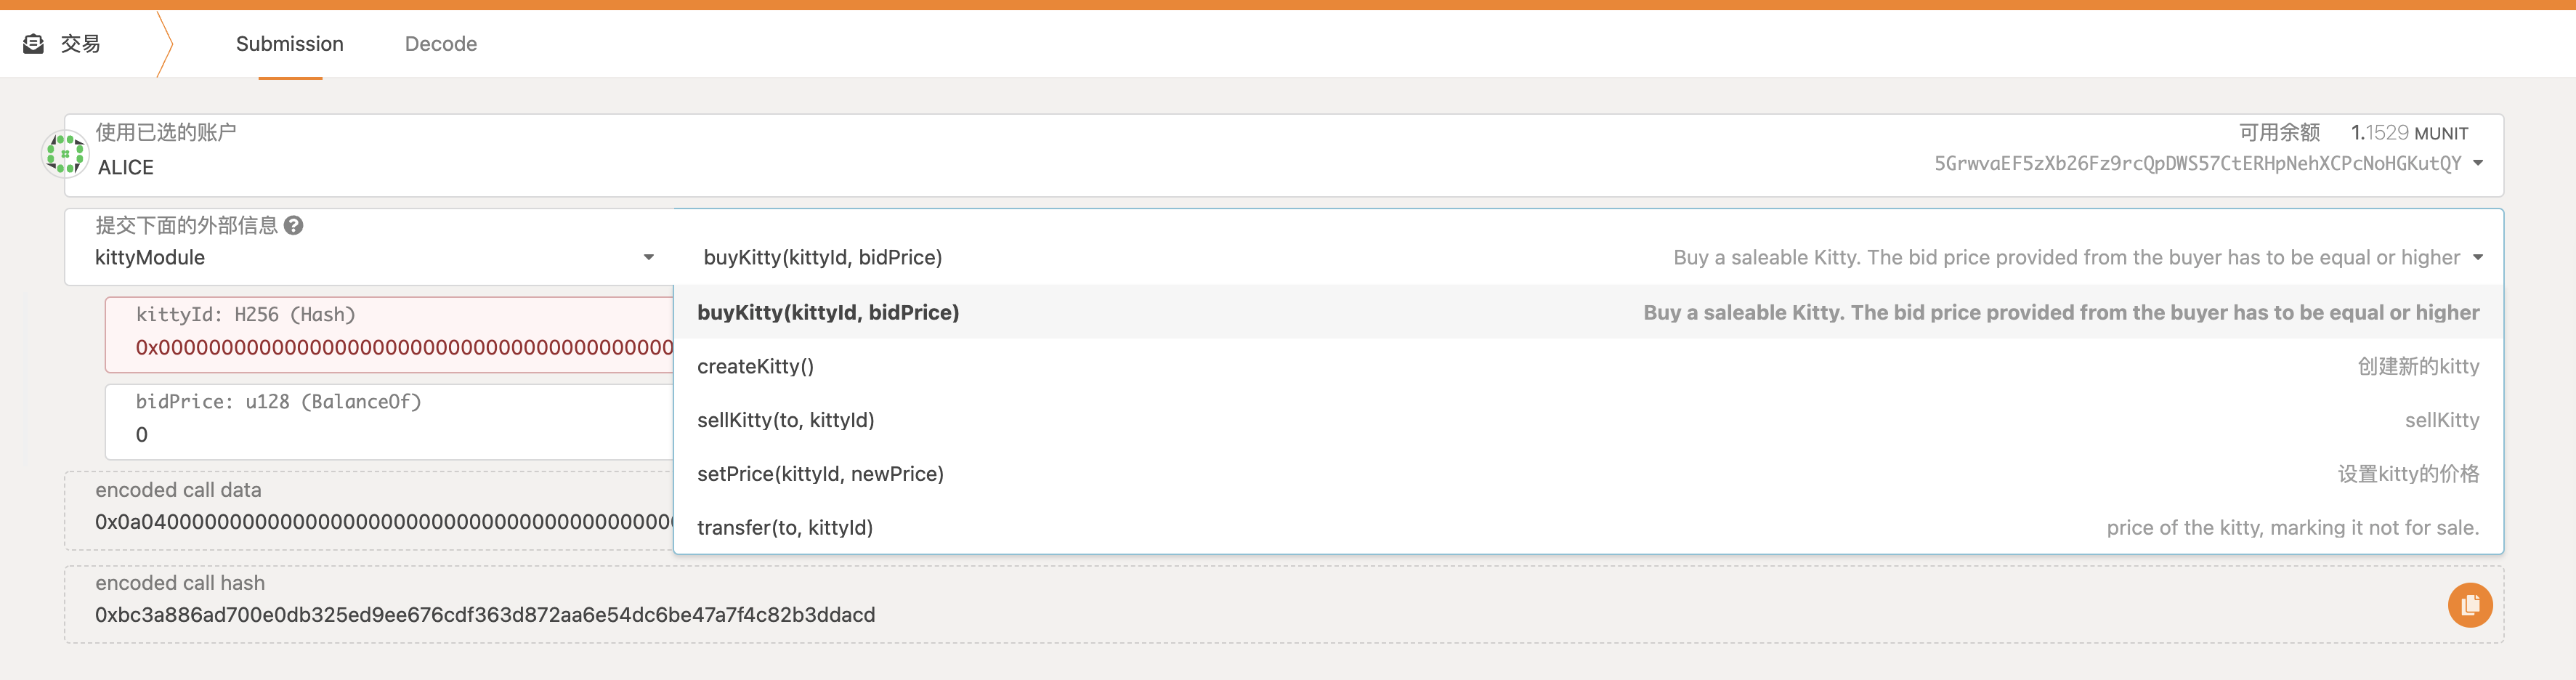 交易
Submission
Decode
使用已选的账户
ALICE
可用余额 1.1529 MUNIT
5GrwvaEF5zXb26Fz9rcQpDWS57CtERHpNehXCPcNoHGKutQY
提交下面的外部信息
kittyModule
buyKitty(kittyId, bidPrice)
Buy a saleable Kitty. The bid price provided from the buyer has to be equal or higher
buyKitty(kittyId, bidPrice)
Buy a saleable Kitty. The bid price provided from the buyer has to be equal or higher
createKitty()
创建新的kitty
sellKitty(to, kittyId)
sellKitty
setPrice(kittyId, newPrice)
设置kitty的价格
transfer(to, kittyId)
price of the kitty, marking it not for sale.
kittyId: H256 (Hash)
bidPrice: u128 (BalanceOf)
0
encoded call data
encoded call hash
0xbc3a886ad700e0db325ed9ee676cdf363d872aa6e54dc6be47a7f4c82b3ddacd